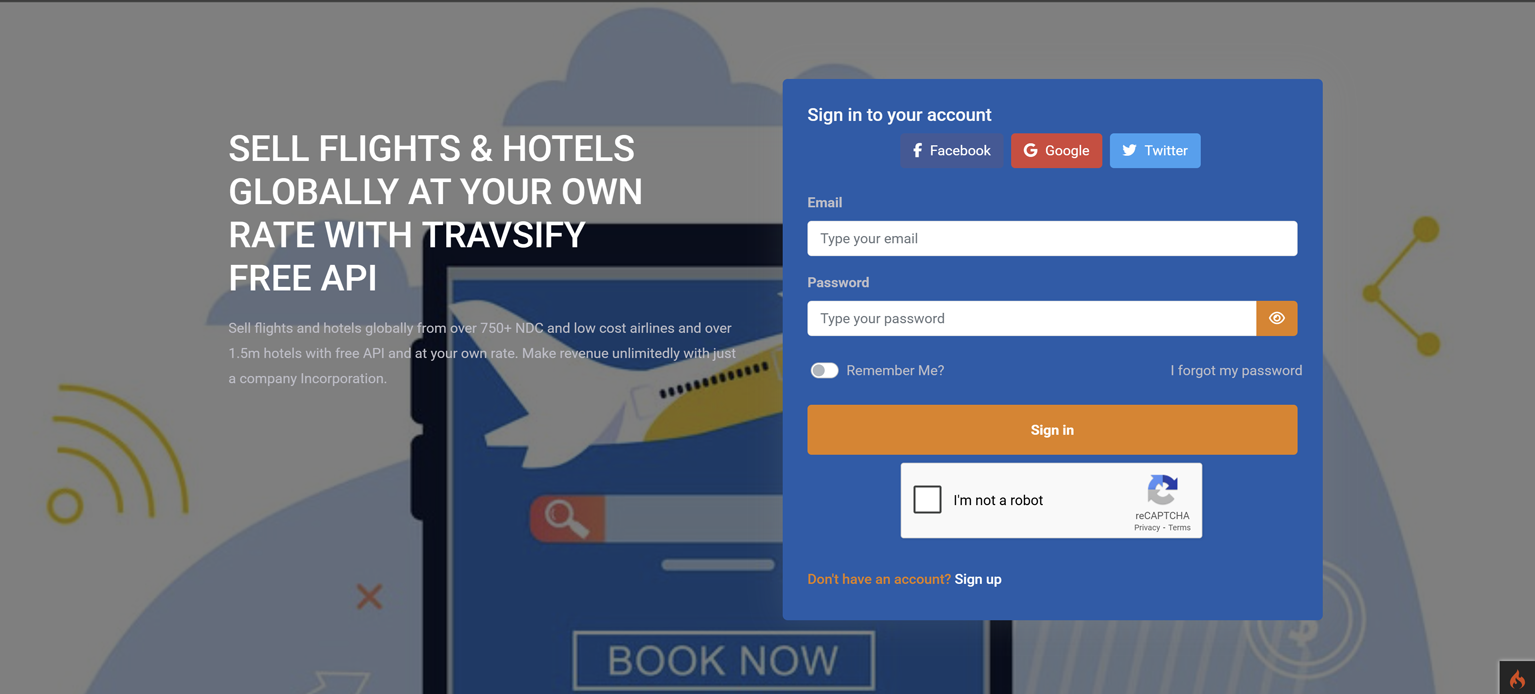 SELL FLIGHTS & HOTELS
GLOBALLY AT YOUR OWN
RATE WITH TRAVSIFY
FREE API
Sell flights and hotels globally from over 750+ NDC and low cost airlines and over
1.5m hotels with free API and at your own rate. Make revenue unlimitedly with just
a company Incorporation.
BOOK NOW
Sign in to your account
Facebook
Google
Twitter
Email
Type your email
Password
Type your password
Remember Me?
I forgot my password
Sign in
I'm not a robot
reCAPTCHA
Privacy - Terms
Don't have an account? Sign up